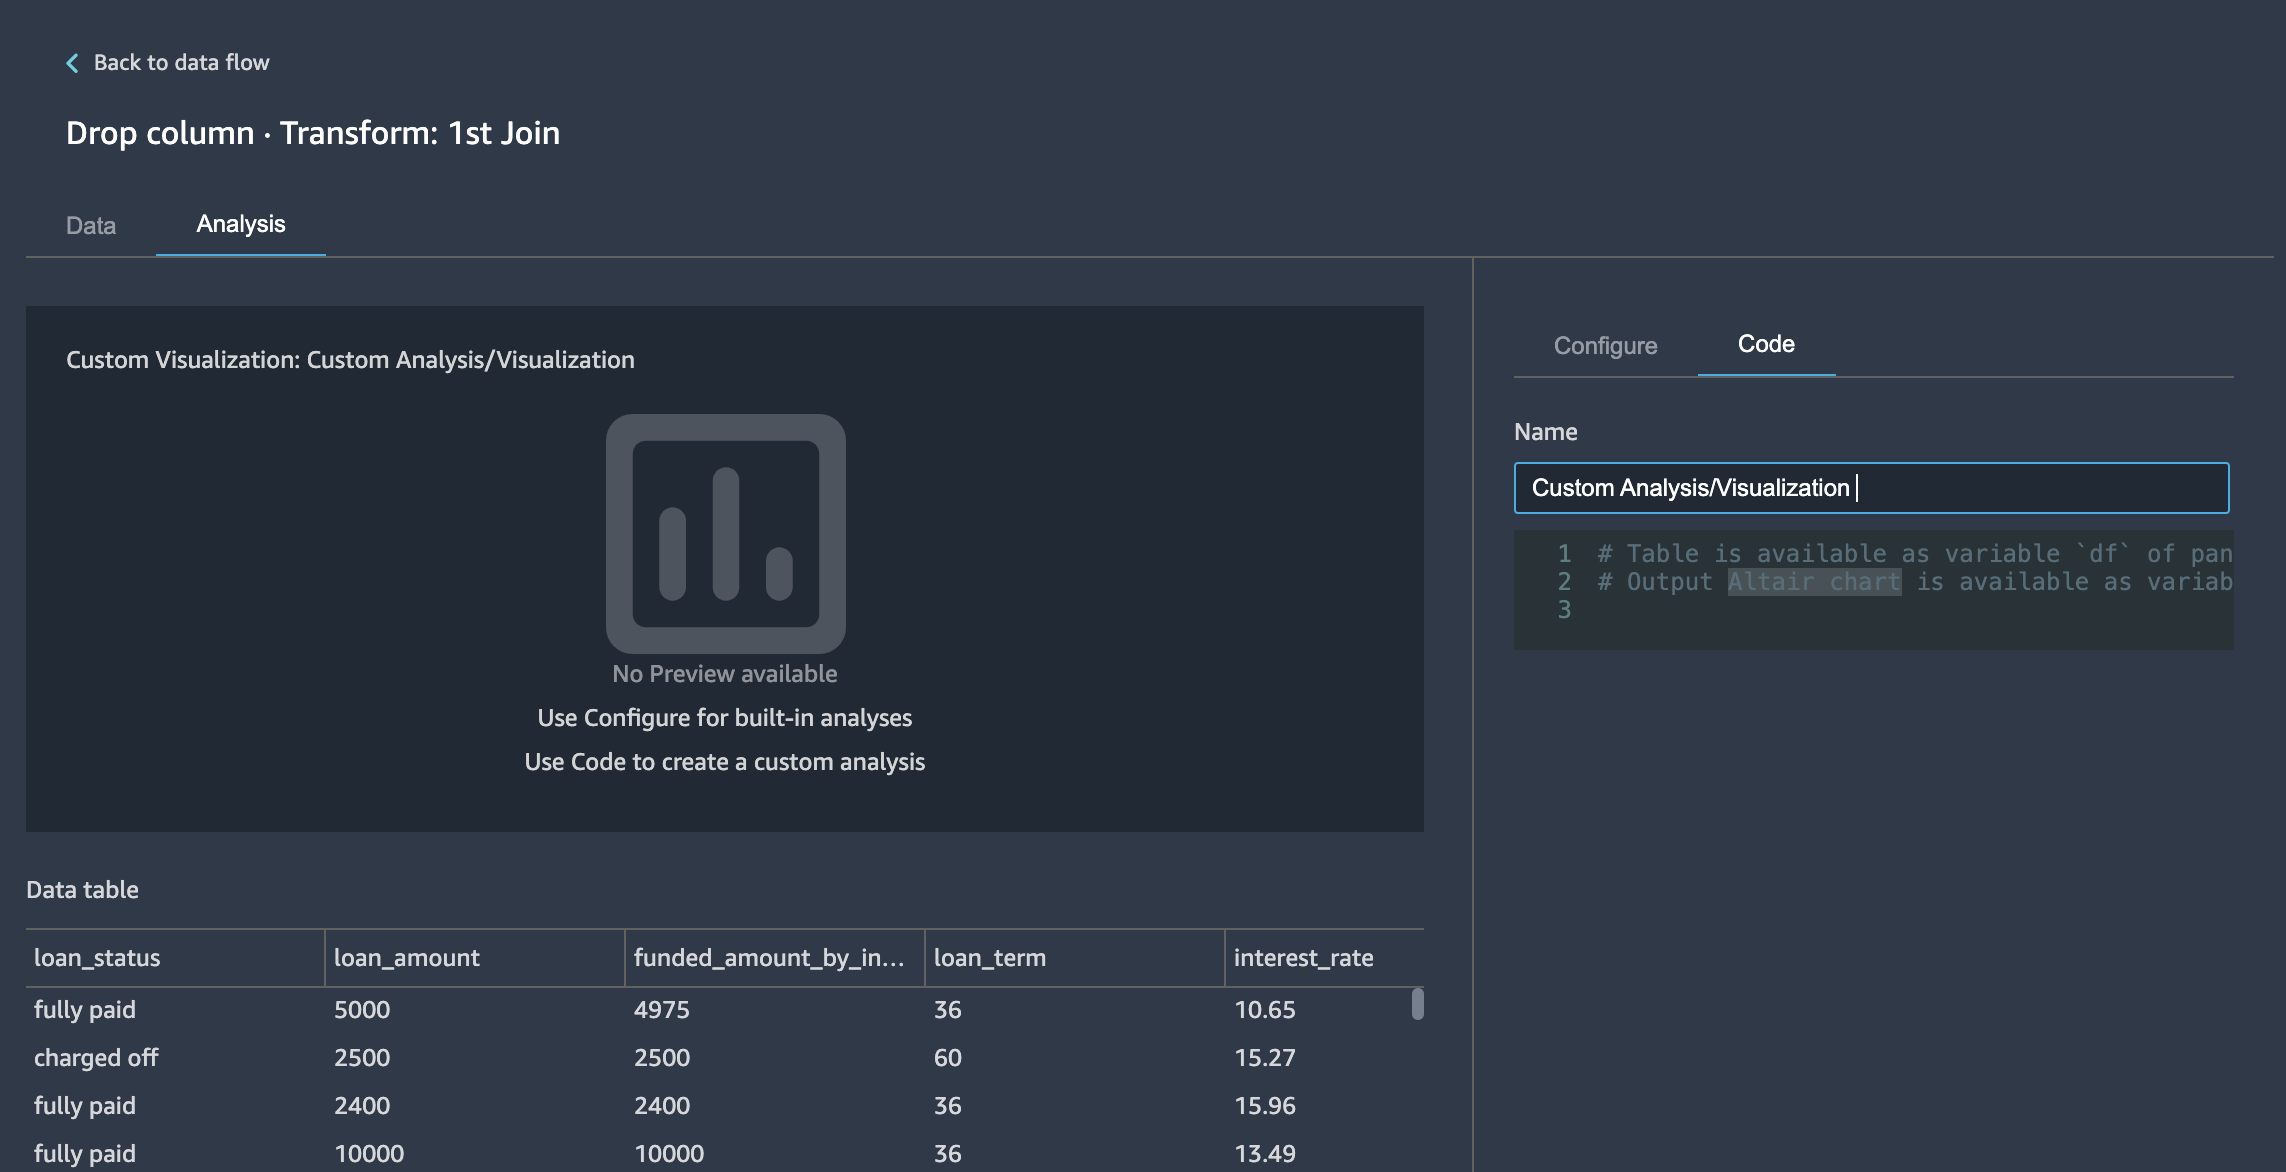 Back to data flow
Drop column · Transform: 1st Join
Data
Analysis
Custom Visualization: Custom Analysis/Visualization
No Preview available
Use Configure for built-in analyses
Use Code to create a custom analysis
Configure
Code
Name
Custom Analysis/Visualization
1 # Table is available as variable `df` of pan
2 # Output Altair chart is available as variab
3
Data table
loan_status loan_amount funded_amount_by_in... loan_term interest_rate
fully paid 5000 4975 36 10.65
charged off 2500 2500 60 15.27
fully paid 2400 2400 36 15.96
fully paid 10000 10000 36 13.49